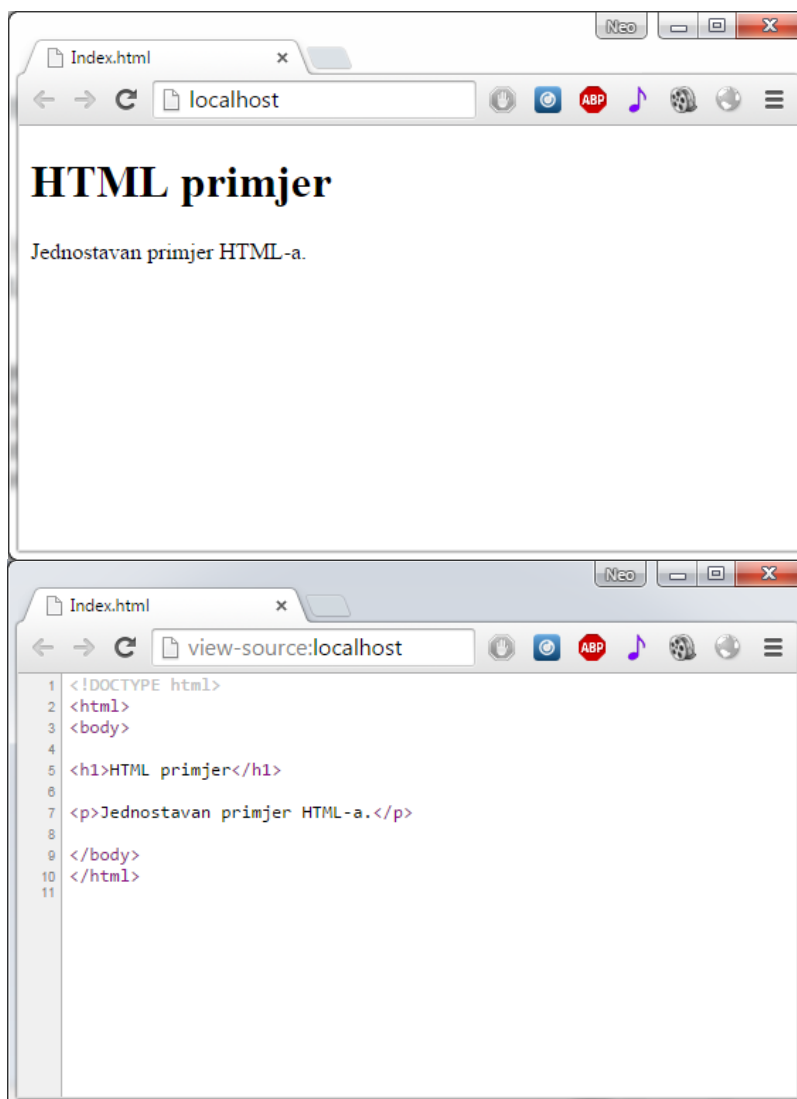 Neo
Index.html
localhost
ABP
HTML primjer
Jednostavan primjer HTML-a.
Neo
Index.html
view-source:localhost
ABP
1 <!DOCTYPE html>
2 <html>
3 <body>
4
5 <h1>HTML primjer</h1>
6
7 <p>Jednostavan primjer HTML-a.</p>
8
9 </body>
10 </html>
11